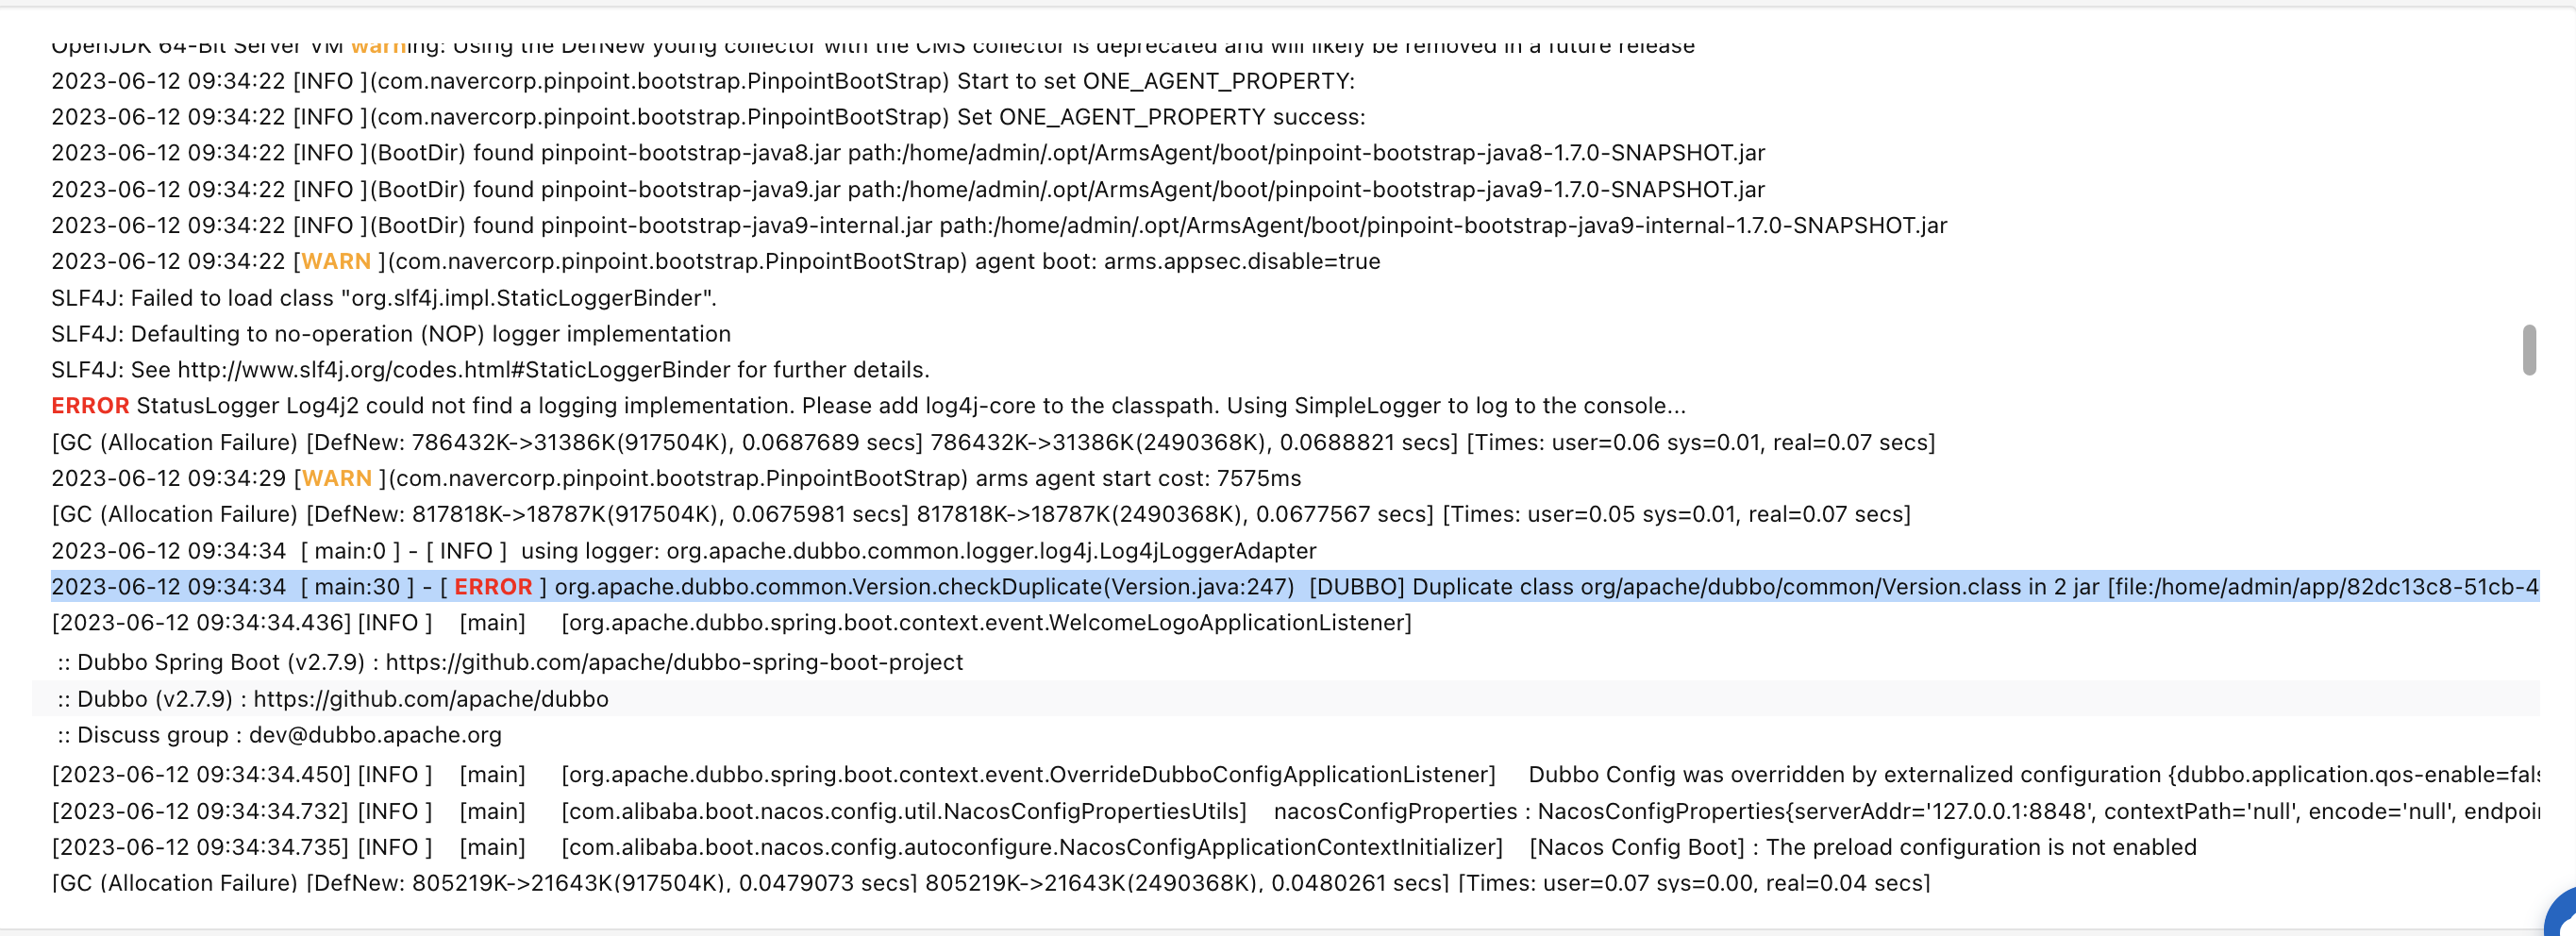 OpenJDK 64-Bit Server VM warning: Using the DefNew young collector with the CMS collector is deprecated and will likely be removed in a future release
2023-06-12 09:34:22 [INFO ](com.navercorp.pinpoint.bootstrap.PinpointBootStrap) Start to set ONE_AGENT_PROPERTY:
2023-06-12 09:34:22 [INFO ](com.navercorp.pinpoint.bootstrap.PinpointBootStrap) Set ONE_AGENT_PROPERTY success:
2023-06-12 09:34:22 [INFO ](BootDir) found pinpoint-bootstrap-java8.jar path:/home/admin/.opt/ArmsAgent/boot/pinpoint-bootstrap-java8-1.7.0-SNAPSHOT.jar
2023-06-12 09:34:22 [INFO ](BootDir) found pinpoint-bootstrap-java9.jar path:/home/admin/.opt/ArmsAgent/boot/pinpoint-bootstrap-java9-1.7.0-SNAPSHOT.jar
2023-06-12 09:34:22 [INFO ](BootDir) found pinpoint-bootstrap-java9-internal.jar path:/home/admin/.opt/ArmsAgent/boot/pinpoint-bootstrap-java9-internal-1.7.0-SNAPSHOT.jar
2023-06-12 09:34:22 [WARN ](com.navercorp.pinpoint.bootstrap.PinpointBootStrap) agent boot: arms.appsec.disable=true
SLF4J: Failed to load class "org.slf4j.impl.StaticLoggerBinder".
SLF4J: Defaulting to no-operation (NOP) logger implementation
SLF4J: See http://www.slf4j.org/codes.html#StaticLoggerBinder for further details.
ERROR StatusLogger Log4j2 could not find a logging implementation. Please add log4j-core to the classpath. Using SimpleLogger to log to the console...
[GC (Allocation Failure) [DefNew: 786432K->31386K(917504K), 0.0687689 secs] 786432K->31386K(2490368K), 0.0688821 secs] [Times: user=0.06 sys=0.01, real=0.07 secs]
2023-06-12 09:34:29 [WARN ](com.navercorp.pinpoint.bootstrap.PinpointBootStrap) arms agent start cost: 7575ms
[GC (Allocation Failure) [DefNew: 817818K->18787K(917504K), 0.0675981 secs] 817818K->18787K(2490368K), 0.0677567 secs] [Times: user=0.05 sys=0.01, real=0.07 secs]
2023-06-12 09:34:34 [ main:0 ] - [ INFO ] using logger: org.apache.dubbo.common.logger.log4j.Log4jLoggerAdapter
2023-06-12 09:34:34 [ main:30 ] - [ ERROR ] org.apache.dubbo.common.Version.checkDuplicate(Version.java:247) [DUBBO] Duplicate class org/apache/dubbo/common/Version.class in 2 jar [file:/home/admin/app/82dc13c8-51cb-4
[2023-06-12 09:34:34.436] [INFO ] [main] [org.apache.dubbo.spring.boot.context.event.WelcomeLogoApplicationListener]
:: Dubbo Spring Boot (v2.7.9) : https://github.com/apache/dubbo-spring-boot-project
:: Dubbo (v2.7.9) : https://github.com/apache/dubbo
:: Discuss group : dev@dubbo.apache.org
[2023-06-12 09:34:34.450] [INFO ] [main] [org.apache.dubbo.spring.boot.context.event.OverrideDubboConfigApplicationListener] Dubbo Config was overridden by externalized configuration {dubbo.application.qos-enable=fals
[2023-06-12 09:34:34.732] [INFO ] [main] [com.alibaba.boot.nacos.config.util.NacosConfigPropertiesUtils] nacosConfigProperties : NacosConfigProperties{serverAddr='127.0.0.1:8848', contextPath='null', encode='null', endpoin
[2023-06-12 09:34:34.735] [INFO ] [main] [com.alibaba.boot.nacos.config.autoconfigure.NacosConfigApplicationContextInitializer] [Nacos Config Boot] : The preload configuration is not enabled
[GC (Allocation Failure) [DefNew: 805219K->21643K(917504K), 0.0479073 secs] 805219K->21643K(2490368K), 0.0480261 secs] [Times: user=0.07 sys=0.00, real=0.04 secs]